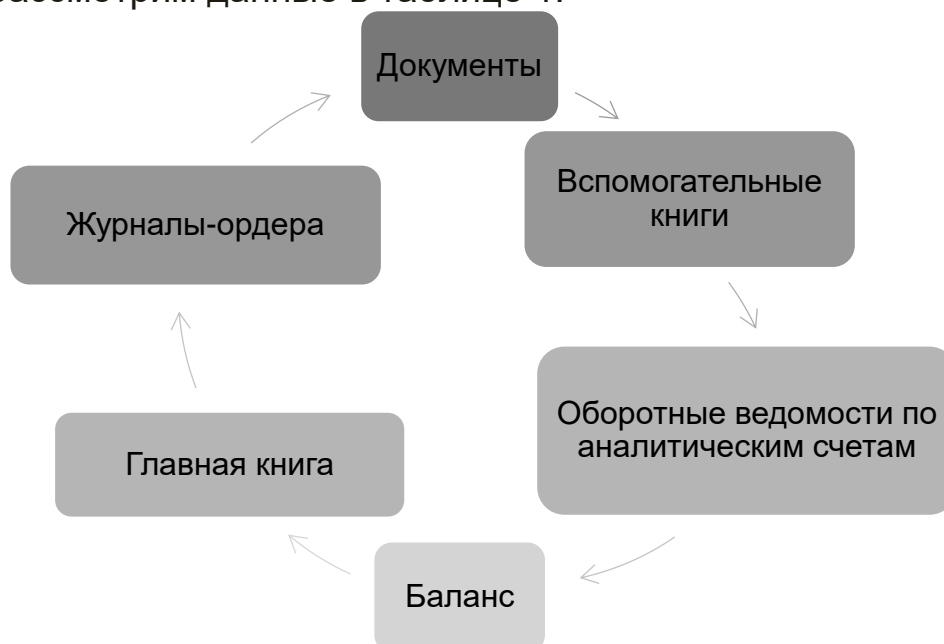 рассмотрим данные в таблице 4.
Документы
Вспомогательные
книги
Оборотные ведомости по
аналитическим счетам
Баланс
Главная книга
Журналы-ордера